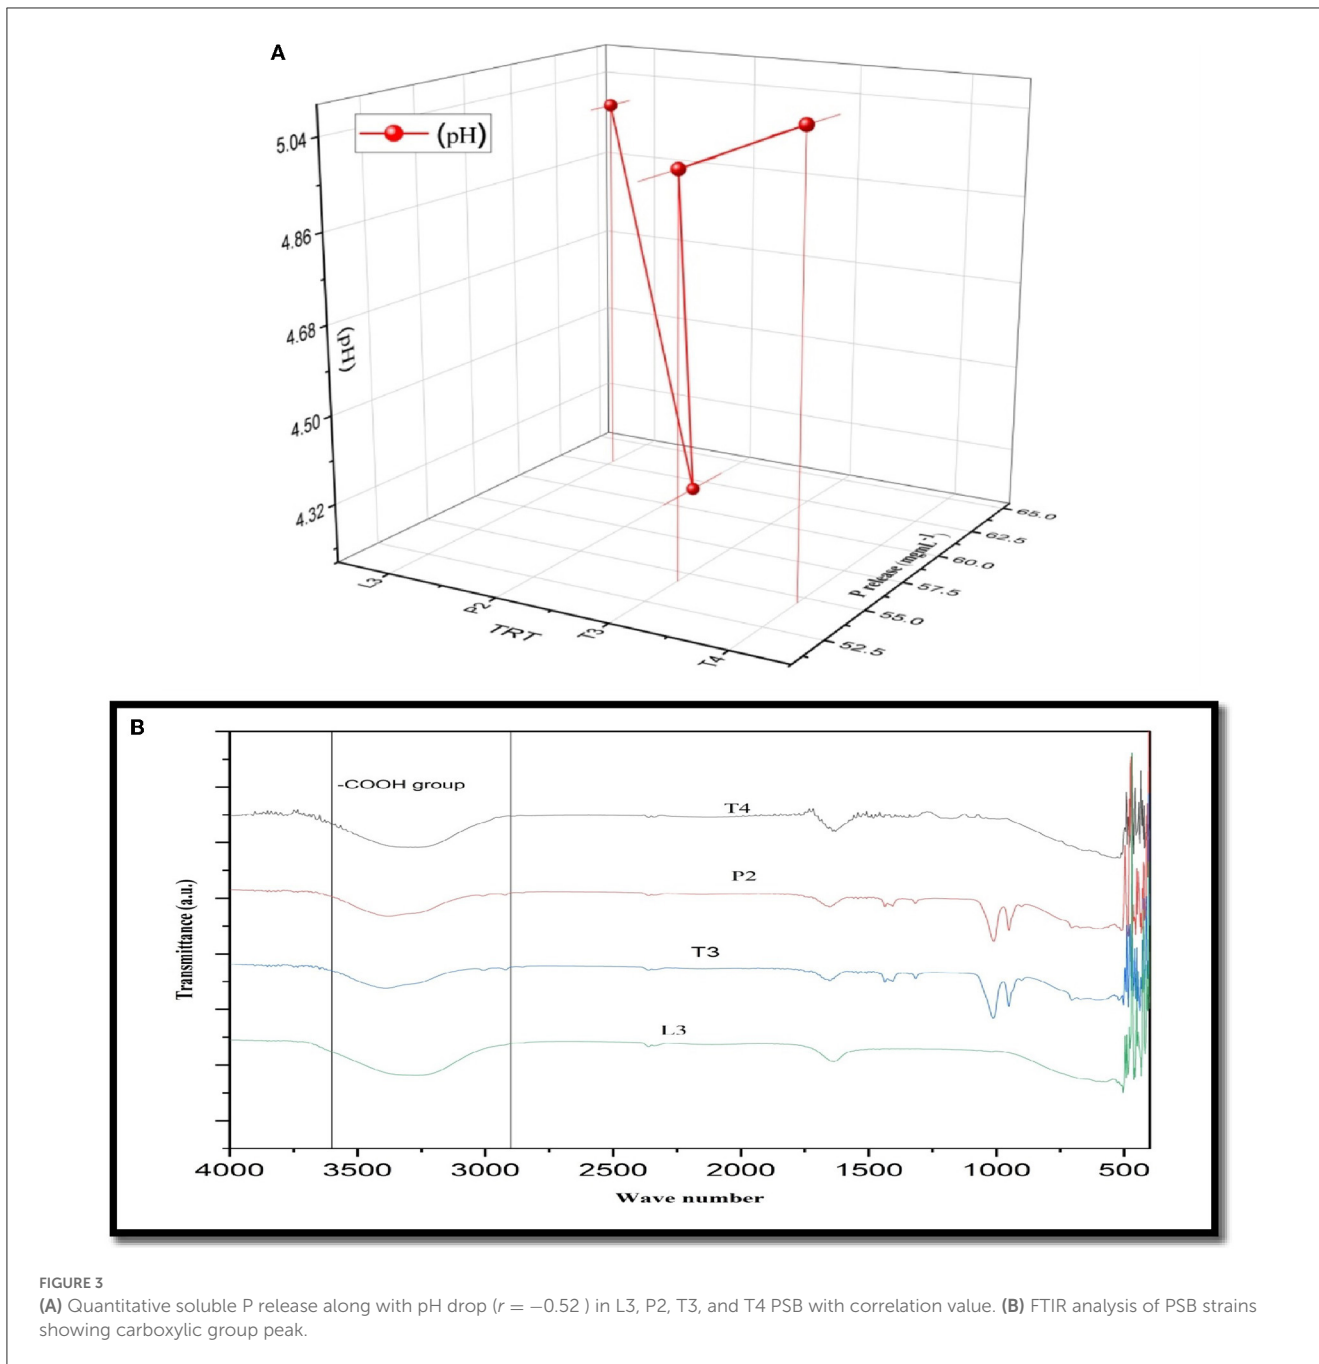 A
(pH)
5.04
4.86
4.68
4.50
4.32
(pH)
L3
P2
T3
T4
TRT
65.0
62.5
60.0
57.5
55.0
52.5
P release (mgmL⁻¹)
B
-COOH group
T4
P2
T3
L3
Transmittance (a.u.)
4000 3500 3000 2500 2000 1500 1000 500
Wave number
FIGURE 3
(A) Quantitative soluble P release along with pH drop (r = −0.52 ) in L3, P2, T3, and T4 PSB with correlation value. (B) FTIR analysis of PSB strains
showing carboxylic group peak.